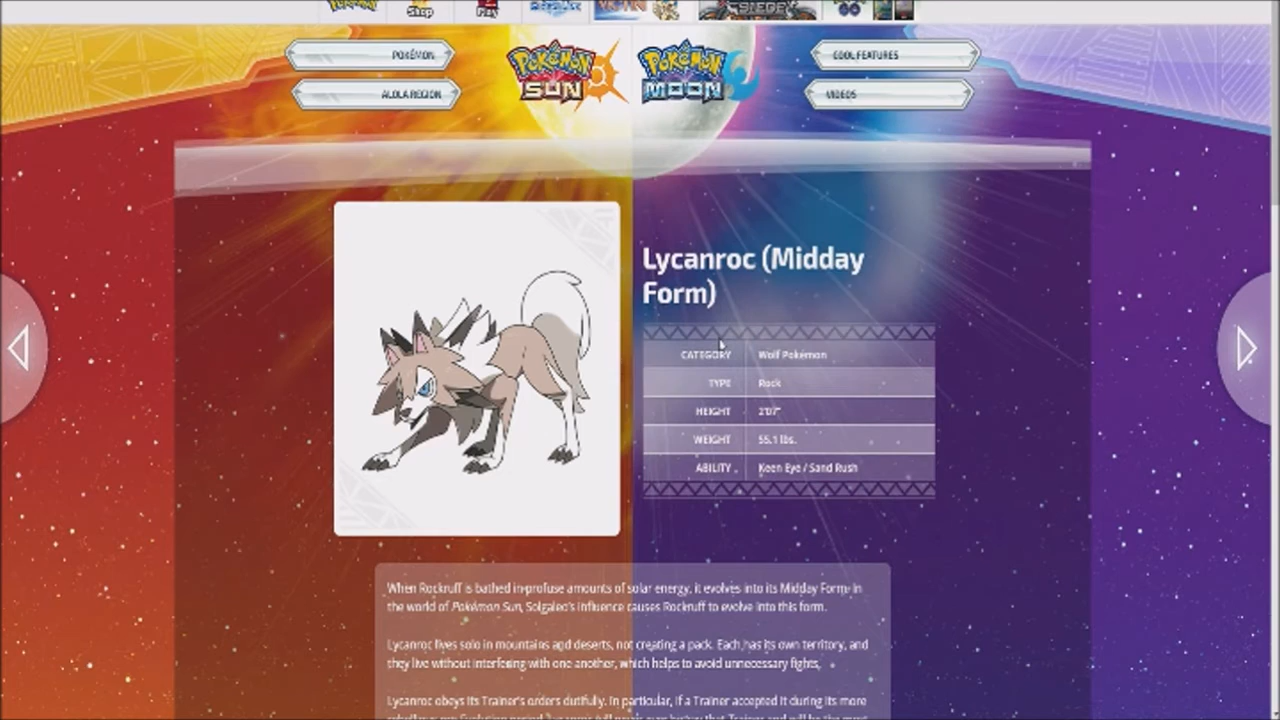 Shop
Play
SIEGE
POKÉMON
ALOLA REGION
POKÉMON
SUN
POKÉMON
MOON
COOL FEATURES
VIDEOS
Lycanroc (Midday
Form)
CATEGORY Wolf Pokémon
TYPE Rock
HEIGHT 2'07"
WEIGHT 55.1 lbs.
ABILITY Keen Eye / Sand Rush
When Rockruff is bathed in profuse amounts of solar energy, it evolves into its Midday Form. In
the world of Pokémon Sun, Solgaleo's influence causes Rockruff to evolve into this form.
Lycanroc lives solo in mountains and deserts, not creating a pack. Each has its own territory, and
they live without interfering with one another, which helps to avoid unnecessary fights.
Lycanroc obeys its Trainer's orders dutifully. In particular, if a Trainer accepted it during its more